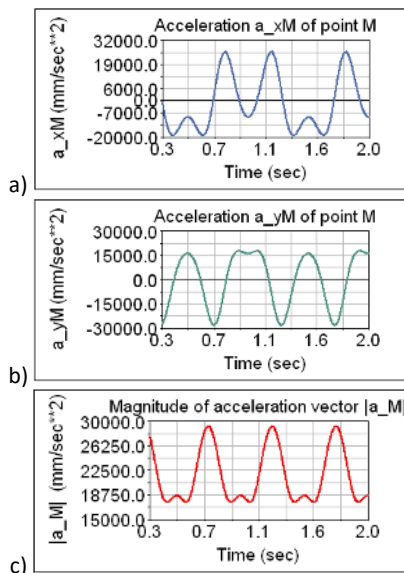 Acceleration a_xM of point M
a_xM (mm/sec**2)
32000.0
19000.0
6000.0
0.0
-7000.0
-20000.0
0.3 0.7 1.1 1.6 2.0
Time (sec)
a)
Acceleration a_yM of point M
a_yM (mm/sec**2)
30000.0
15000.0
0.0
-15000.0
-30000.0
0.3 0.7 1.2 1.6 2.0
Time (sec)
b)
Magnitude of acceleration vector |a_M|
|a_M| (mm/sec**2)
30000.0
26250.0
22500.0
18750.0
15000.0
0.3 0.7 1.2 1.6 2.0
Time (sec)
c)